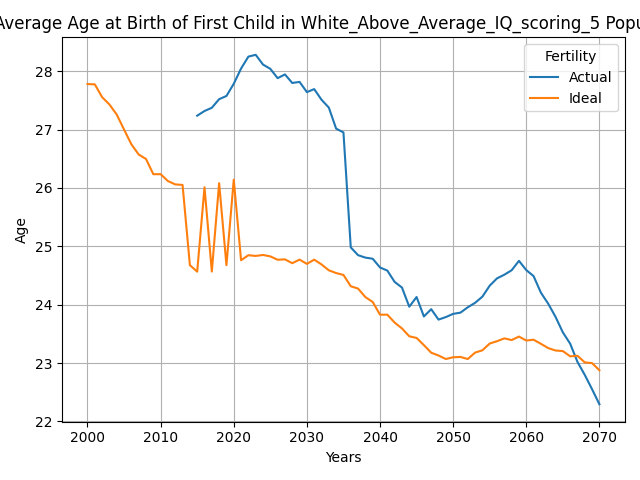 Average Age at Birth of First Child in White_Above_Average_IQ_scoring_5 Popu
Fertility
Actual
Ideal
28
27
26
25
24
23
22
Age
2000 2010 2020 2030 2040 2050 2060 2070
Years